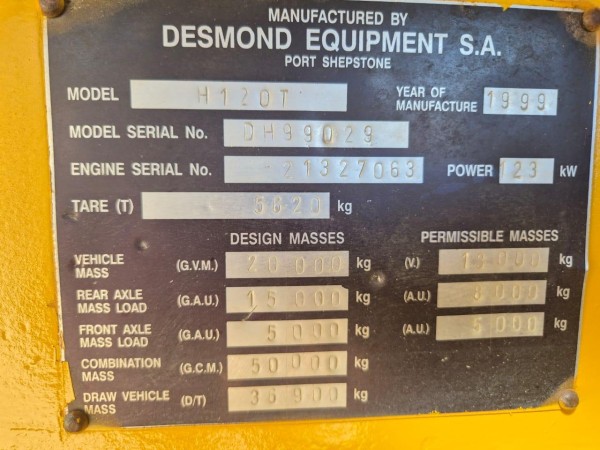 MANUFACTURED BY
DESMOND EQUIPMENT S.A.
PORT SHEPSTONE
MODEL H120T YEAR OF MANUFACTURE 1999
MODEL SERIAL No. DH99029
ENGINE SERIAL No. 21327063 POWER 123 kW
TARE (T) kg
DESIGN MASSES PERMISSIBLE MASSES
VEHICLE MASS (G.V.M.) 20 000 kg (V.) kg
REAR AXLE MASS LOAD (G.A.U.) 15 000 kg (A.U.) kg
FRONT AXLE MASS LOAD (G.A.U.) 5 000 kg (A.U.) 5 000 kg
COMBINATION MASS (G.C.M.) 50 000 kg
DRAW VEHICLE MASS (D/T) kg